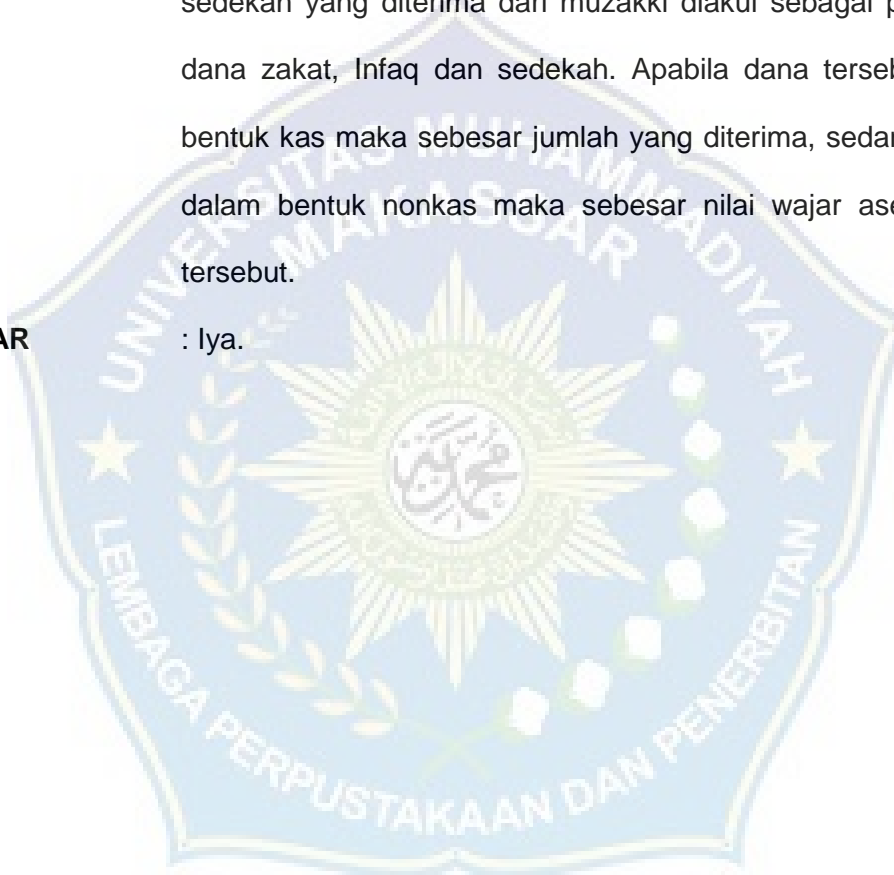 sedekah yang diterima dari muzakki diakui sebagai p
dana zakat, Infaq dan sedekah. Apabila dana terseb
bentuk kas maka sebesar jumlah yang diterima, sedan
dalam bentuk nonkas maka sebesar nilai wajar ase
tersebut.
AR : Iya.
UNIVERSITAS MUHAMMADIYAH
MAKASSAR
LEMBAGA PERPUSTAKAAN DAN PENERBITAN
محمدية